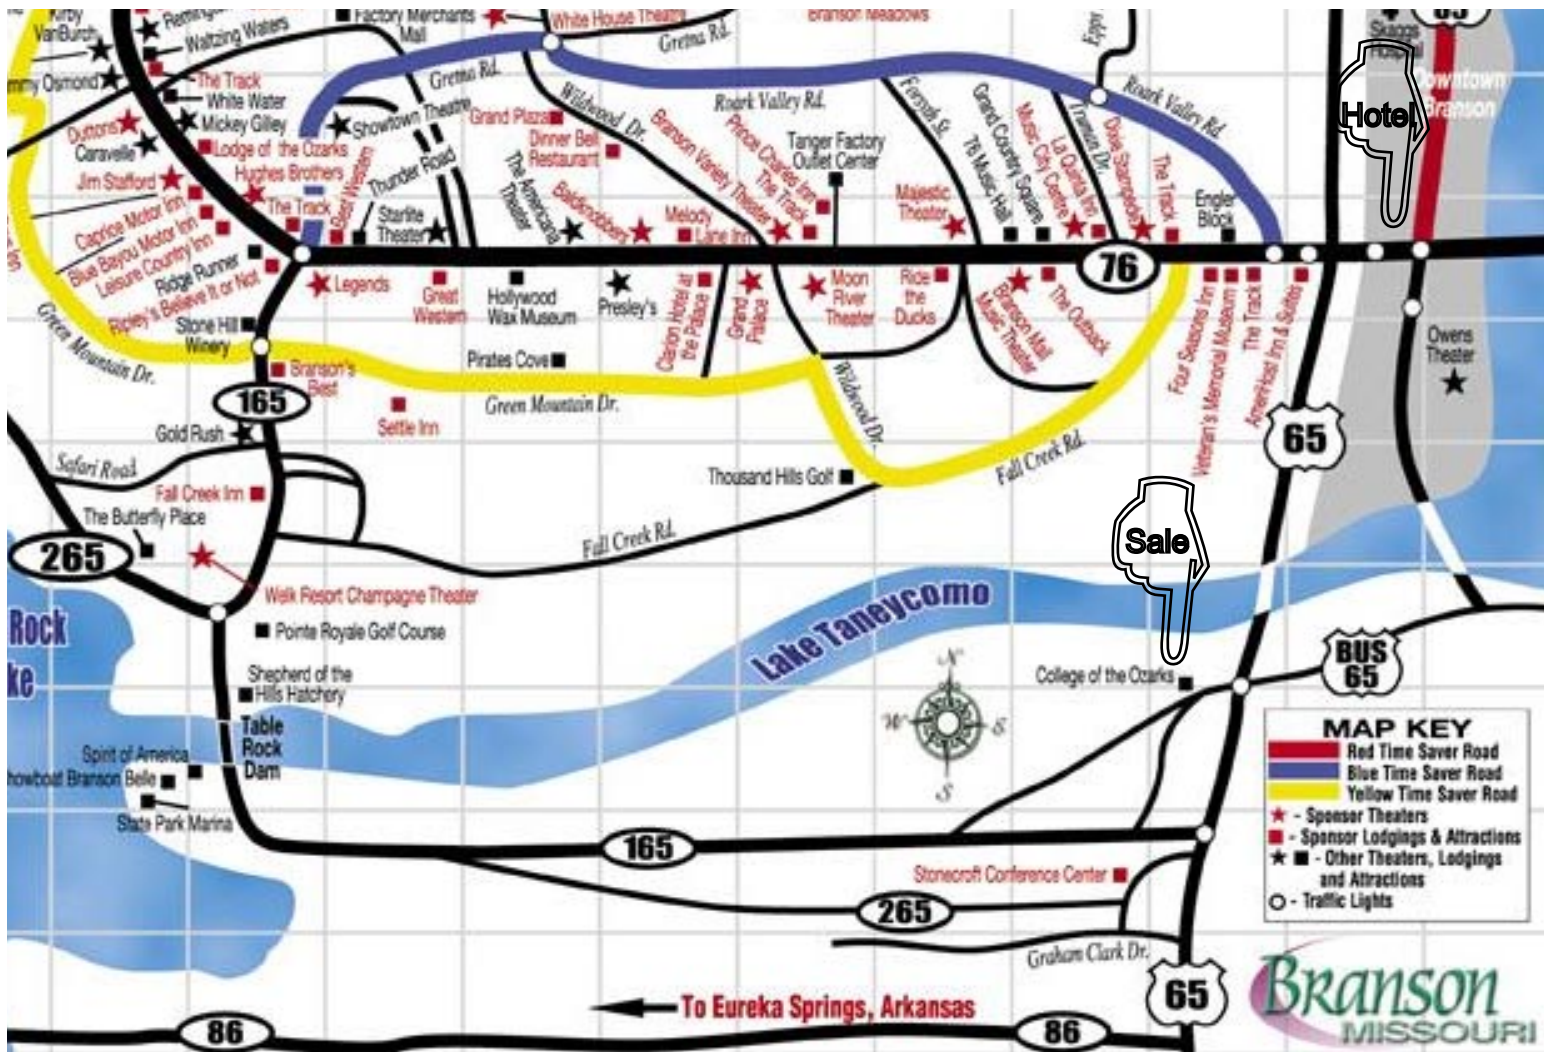 Kirby
VanBurch
Waltzing Waters
Factory Merchants
Mall
White House Theatre
Gretna Rd.
Branson Meadows
Skaggs
Hospital
Hotel
Downtown
Branson
The Track
White Water
Mickey Gilley
Duttons
Caravelle
Lodge of the Ozarks
Jim Stafford
Hughes Brothers
The Track
Caprice Motor Inn
Blue Bayou Motor Inn
Leisure Country Inn
Ridge Runner
Ripley's Believe It or Not
Best Western
Gretna Rd.
Showtown Theatre
Thunder Road
Starlite
Theater
Grand Plaza
Dinner Bell
Restaurant
Wildwood Dr.
The Americana
Theater
Baldknobbers
Melody
Lane Inn
Branson Variety Theater
Prince Charles Inn
The Track
Roark Valley Rd.
Tanger Factory
Outlet Center
Forsyth St.
Majestic
Theater
76 Music Hall
Grand Country Square
Music City Centre
La Quinta Inn
Truman Dr.
Dixie Stampede
The Track
Roark Valley Rd.
Engler
Block
76
Legends
Great
Western
Hollywood
Wax Museum
Presley's
Clarion Hotel at
the Palace
Grand
Palace
Moon
River
Theater
Ride
the
Ducks
Branson Mall
Music Theater
The Outback
Four Seasons Inn
Veteran's Memorial Museum
The Track
AmeriHost Inn & Suites
Owens
Theater
Green Mountain Dr.
Stone Hill
Winery
Branson's
Best
Pirates Cove
Green Mountain Dr.
Wildwood Dr.
165
Settle Inn
Gold Rush
Safari Road
Fall Creek Inn
Thousand Hills Golf
Fall Creek Rd.
65
The Butterfly Place
265
Fall Creek Rd.
Sale
Welk Resort Champagne Theater
Lake Taneycomo
Rock
Pointe Royale Golf Course
Shepherd of the
Hills Hatchery
College of the Ozarks
BUS
65
N
W
S
S
Table
Rock
Dam
Spirit of America
Showboat Branson Belle
State Park Marina
MAP KEY
Red Time Saver Road
Blue Time Saver Road
Yellow Time Saver Road
- Sponsor Theaters
- Sponsor Lodgings & Attractions
- Other Theaters, Lodgings
and Attractions
- Traffic Lights
165
Stonecroft Conference Center
265
Graham Clark Dr.
65
To Eureka Springs, Arkansas
86
86
Branson
MISSOURI